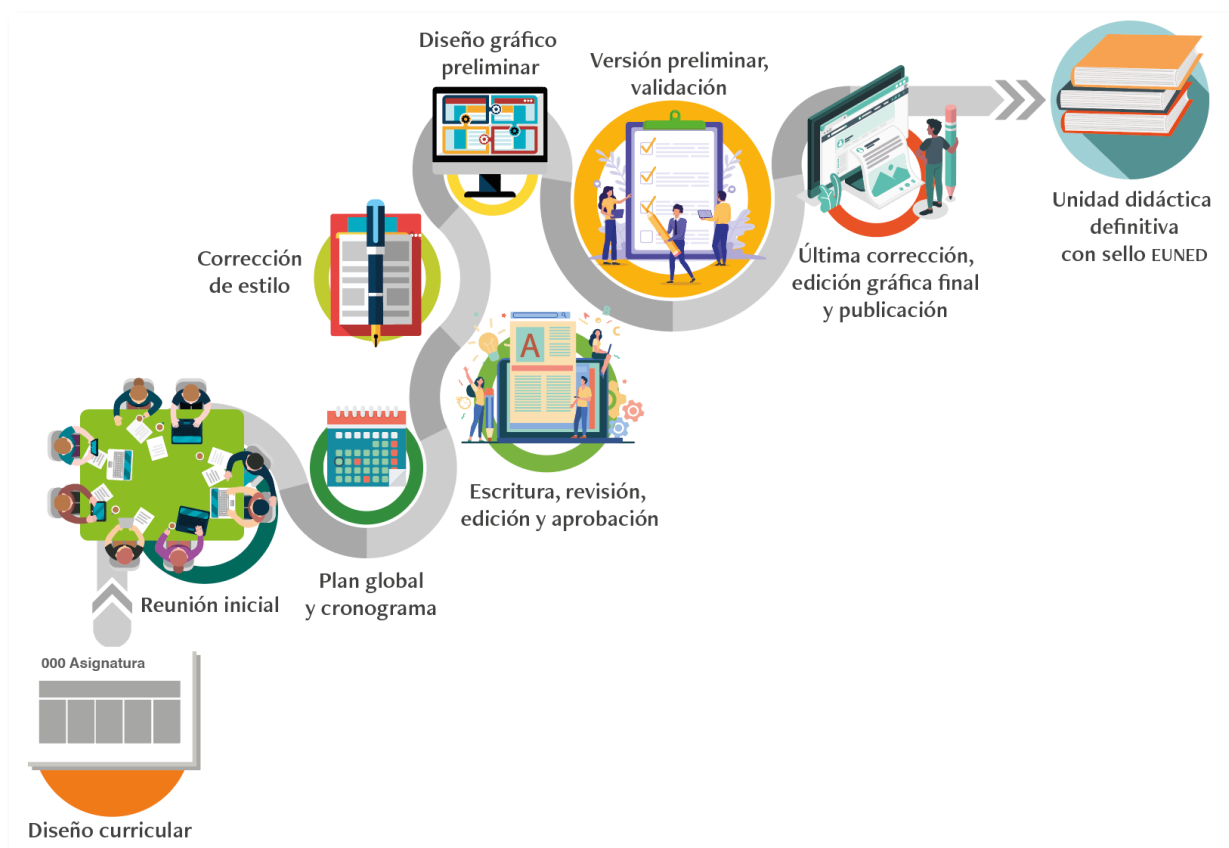 Diseño gráfico
preliminar
Versión preliminar,
validación
Unidad didáctica
definitiva
con sello EUNED
Última corrección,
edición gráfica final
y publicación
Corrección
de estilo
A
Escritura, revisión,
edición y aprobación
Plan global
y cronograma
Reunión inicial
000 Asignatura
Diseño curricular